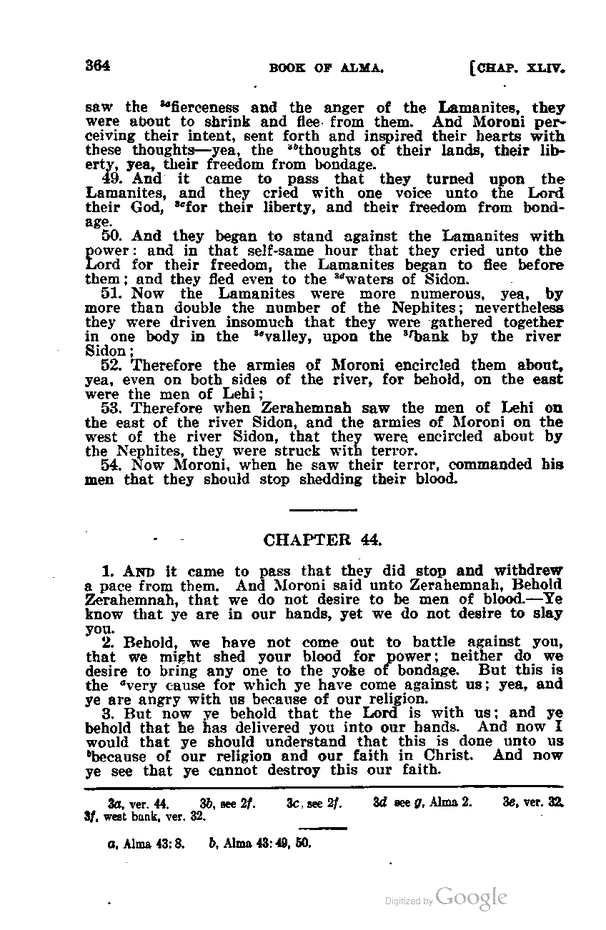 364 BOOK OF ALMA. [CHAP. XLIV.
saw the 3afierceness and the anger of the Lamanites, they
were about to shrink and flee from them. And Moroni per-
ceiving their intent, sent forth and inspired their hearts with
these thoughts—yea, the 3bthoughts of their lands, their lib-
erty, yea, their freedom from bondage.
49. And it came to pass that they turned upon the
Lamanites, and they cried with one voice unto the Lord
their God, 3cfor their liberty, and their freedom from bond-
age.
50. And they began to stand against the Lamanites with
power: and in that self-same hour that they cried unto the
Lord for their freedom, the Lamanites began to flee before
them; and they fled even to the 3dwaters of Sidon.
51. Now the Lamanites were more numerous, yea, by
more than double the number of the Nephites; nevertheless
they were driven insomuch that they were gathered together
in one body in the 3evalley, upon the 3fbank by the river
Sidon;
52. Therefore the armies of Moroni encircled them about,
yea, even on both sides of the river, for behold, on the east
were the men of Lehi;
53. Therefore when Zerahemnah saw the men of Lehi on
the east of the river Sidon, and the armies of Moroni on the
west of the river Sidon, that they were encircled about by
the Nephites, they were struck with terror.
54. Now Moroni, when he saw their terror, commanded his
men that they should stop shedding their blood.
CHAPTER 44.
1. AND it came to pass that they did stop and withdrew
a pace from them. And Moroni said unto Zerahemnah, Behold
Zerahemnah, that we do not desire to be men of blood.—Ye
know that ye are in our hands, yet we do not desire to slay
you.
2. Behold, we have not come out to battle against you,
that we might shed your blood for power; neither do we
desire to bring any one to the yoke of bondage. But this is
the avery cause for which ye have come against us; yea, and
ye are angry with us because of our religion.
3. But now ye behold that the Lord is with us; and ye
behold that he has delivered you into our hands. And now I
would that ye should understand that this is done unto us
bbecause of our religion and our faith in Christ. And now
ye see that ye cannot destroy this our faith.
3a, ver. 44. 3b, see 2f. 3c, see 2f. 3d see g, Alma 2. 3e, ver. 32.
3f, west bank, ver. 32.
a, Alma 43:8. b, Alma 43:49, 50.
Digitized by Google